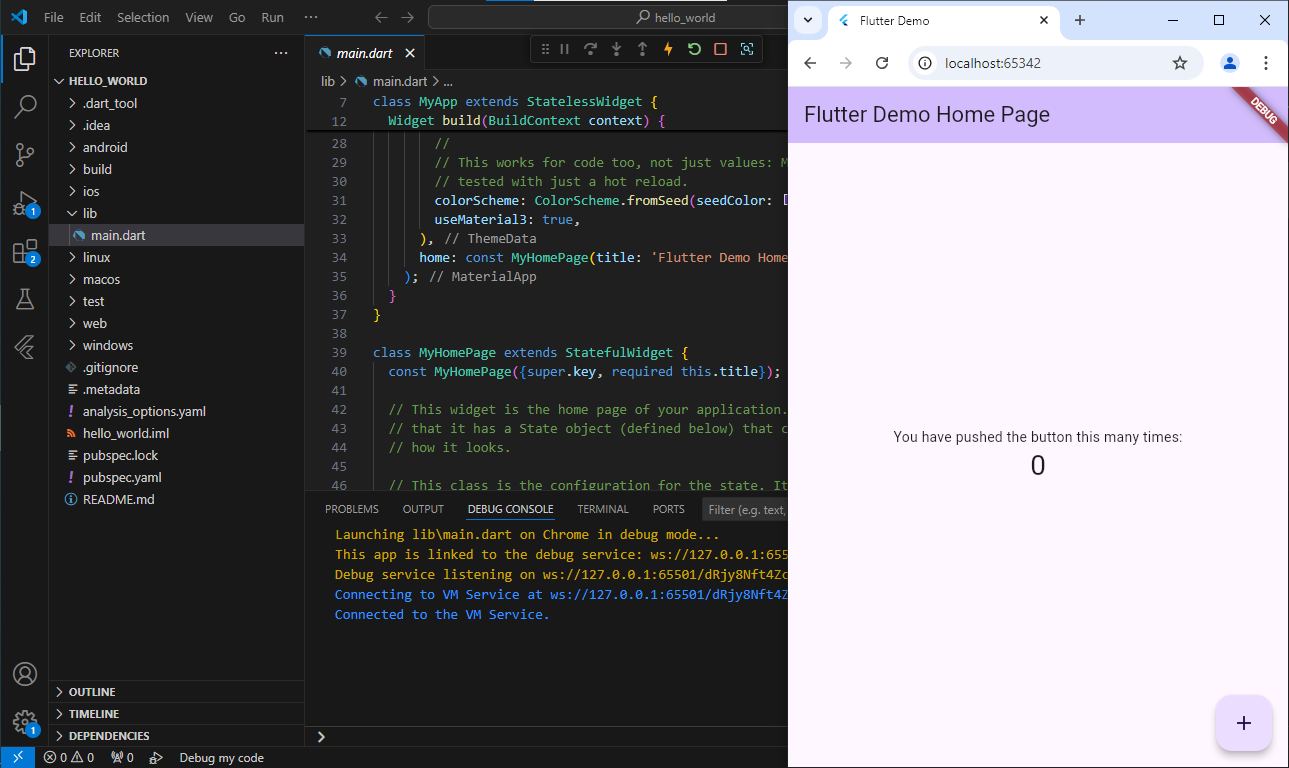 File Edit Selection View Go Run ···
hello_world
EXPLORER ···
HELLO_WORLD
.dart_tool
.idea
android
build
ios
lib
main.dart
linux
macos
test
web
windows
.gitignore
.metadata
! analysis_options.yaml
hello_world.iml
pubspec.lock
! pubspec.yaml
README.md
OUTLINE
TIMELINE
DEPENDENCIES
1
2
1
main.dart
lib > main.dart > ...
7 class MyApp extends StatelessWidget {
12 Widget build(BuildContext context) {
28 //
29 // This works for code too, not just values: M
30 // tested with just a hot reload.
31 colorScheme: ColorScheme.fromSeed(seedColor:
32 useMaterial3: true,
33 ), // ThemeData
34 home: const MyHomePage(title: 'Flutter Demo Home
35 ); // MaterialApp
36 }
37 }
38
39 class MyHomePage extends StatefulWidget {
40 const MyHomePage({super.key, required this.title});
41
42 // This widget is the home page of your application.
43 // that it has a State object (defined below) that c
44 // how it looks.
45
46 // This class is the configuration for the state. It
PROBLEMS OUTPUT DEBUG CONSOLE TERMINAL PORTS Filter (e.g. text,
Launching lib\main.dart on Chrome in debug mode...
This app is linked to the debug service: ws://127.0.0.1:655
Debug service listening on ws://127.0.0.1:65501/dRjy8Nft4Zc
Connecting to VM Service at ws://127.0.0.1:65501/dRjy8Nft4Z
Connected to the VM Service.
>
0 0 0 Debug my code
Flutter Demo
localhost:65342
Flutter Demo Home Page
DEBUG
You have pushed the button this many times:
0
+